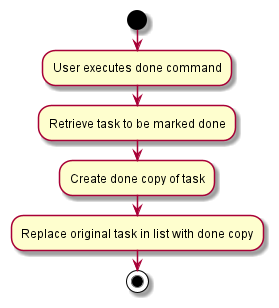 User executes done command
Retrieve task to be marked done
Create done copy of task
Replace original task in list with done copy